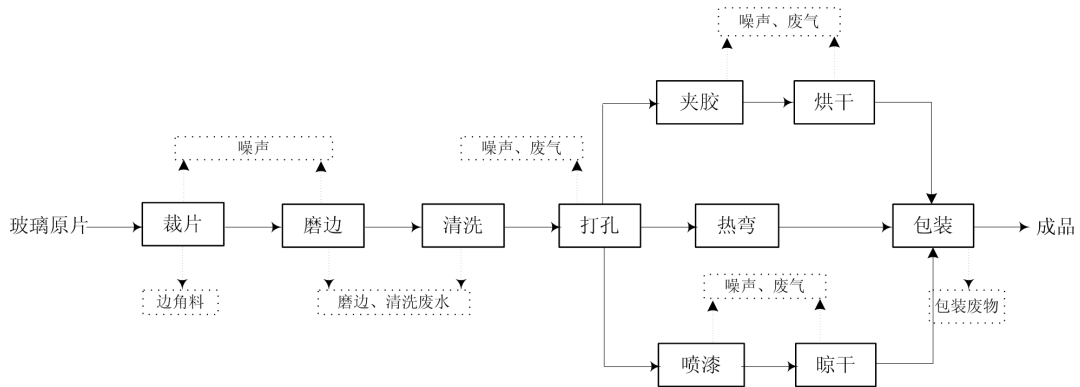 噪声、废气
夹胶
烘干
噪声
噪声、废气
玻璃原片
裁片
磨边
清洗
打孔
热弯
包装
成品
边角料
磨边、清洗废水
噪声、废气
包装废物
喷漆
晾干